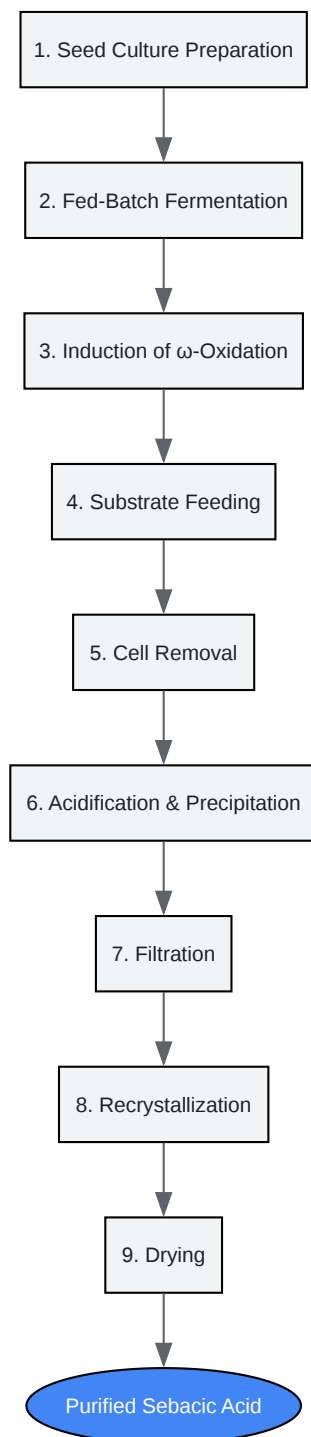 1. Seed Culture Preparation
2. Fed-Batch Fermentation
3. Induction of ω-Oxidation
4. Substrate Feeding
5. Cell Removal
6. Acidification & Precipitation
7. Filtration
8. Recrystallization
9. Drying
Purified Sebacic Acid